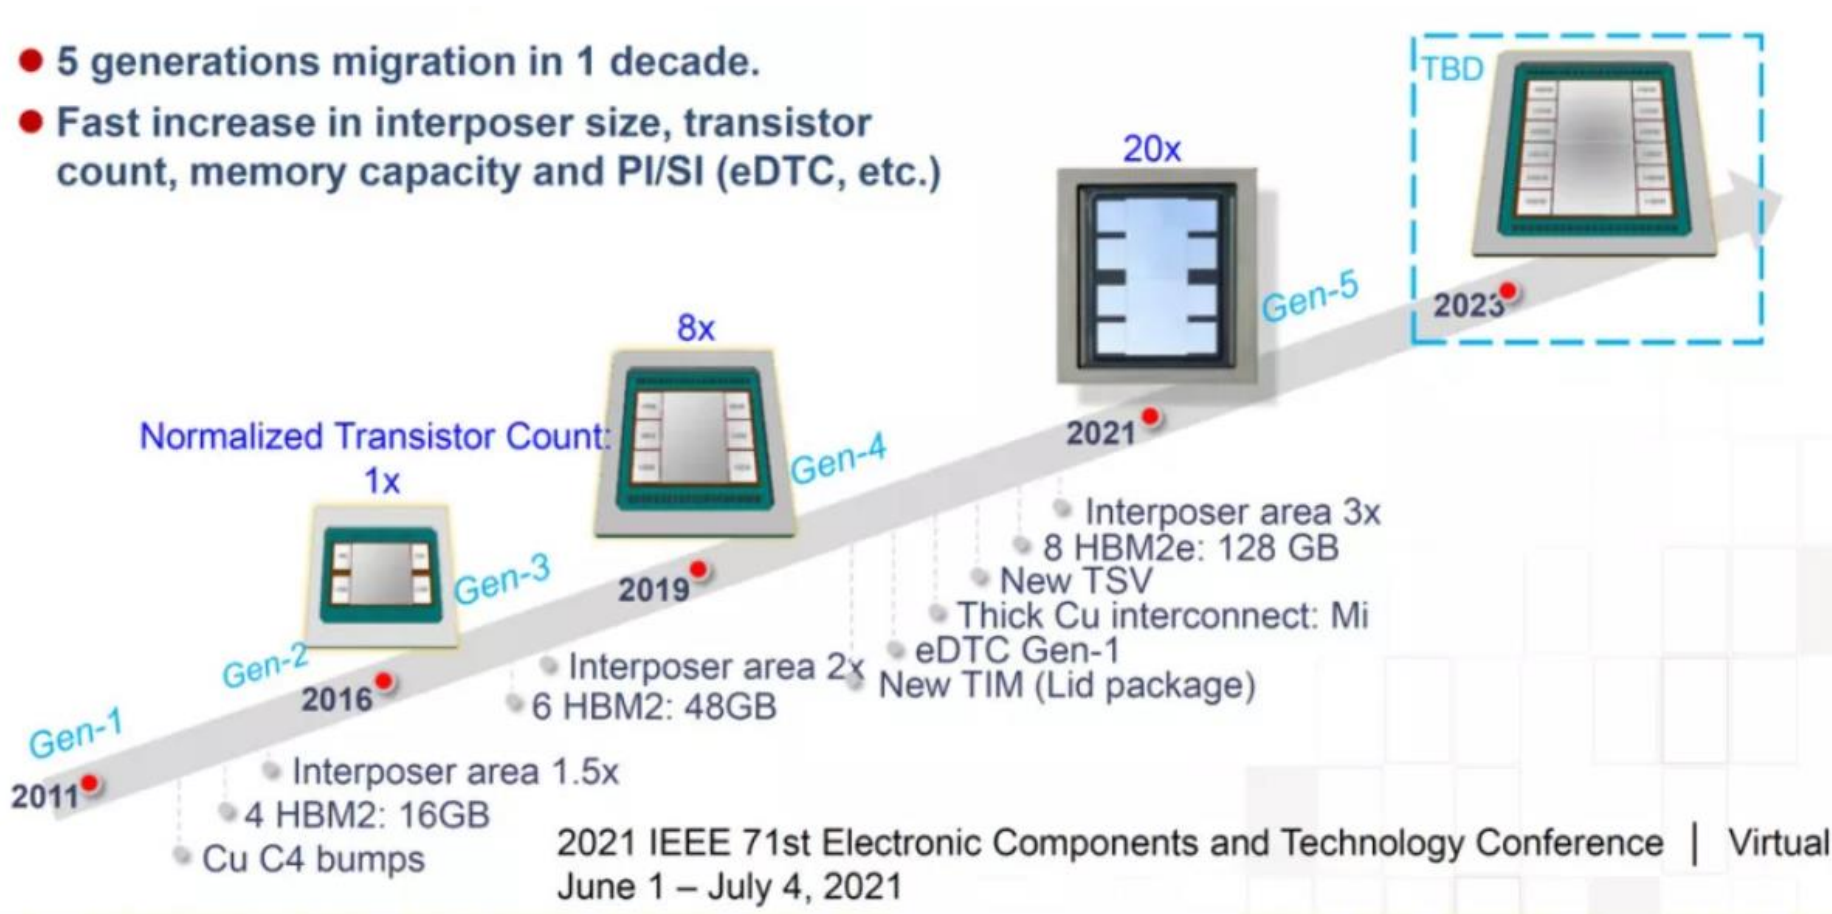 5 generations migration in 1 decade.
Fast increase in interposer size, transistor
count, memory capacity and PI/SI (eDTC, etc.)
TBD
20x
Gen-5
2023
8x
Normalized Transistor Count:
1x
Gen-4
2021
Gen-3
2019
Interposer area 3x
8 HBM2e: 128 GB
New TSV
Thick Cu interconnect: Mi
eDTC Gen-1
New TIM (Lid package)
Gen-2
2016
Interposer area 2x
6 HBM2: 48GB
Gen-1
2011
Interposer area 1.5x
4 HBM2: 16GB
Cu C4 bumps
2021 IEEE 71st Electronic Components and Technology Conference | Virtual
June 1 – July 4, 2021